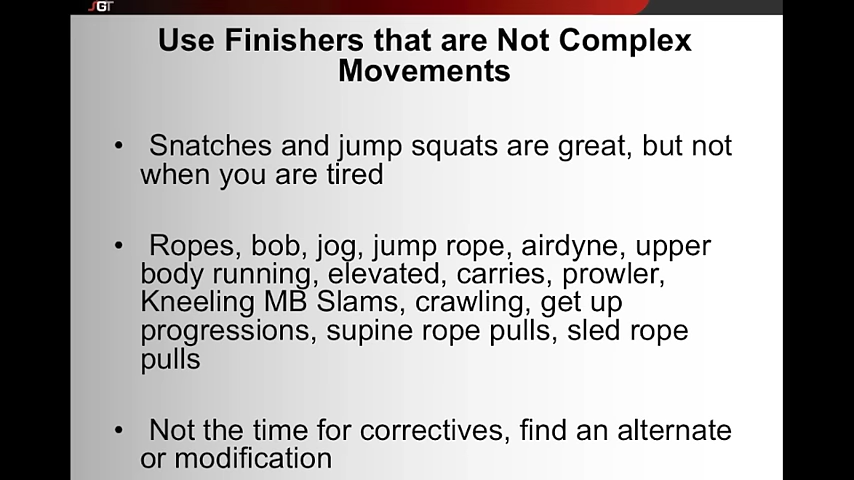 SGT
Use Finishers that are Not Complex
Movements
• Snatches and jump squats are great, but not
when you are tired
• Ropes, bob, jog, jump rope, airdyne, upper
body running, elevated, carries, prowler,
Kneeling MB Slams, crawling, get up
progressions, supine rope pulls, sled rope
pulls
• Not the time for correctives, find an alternate
or modification